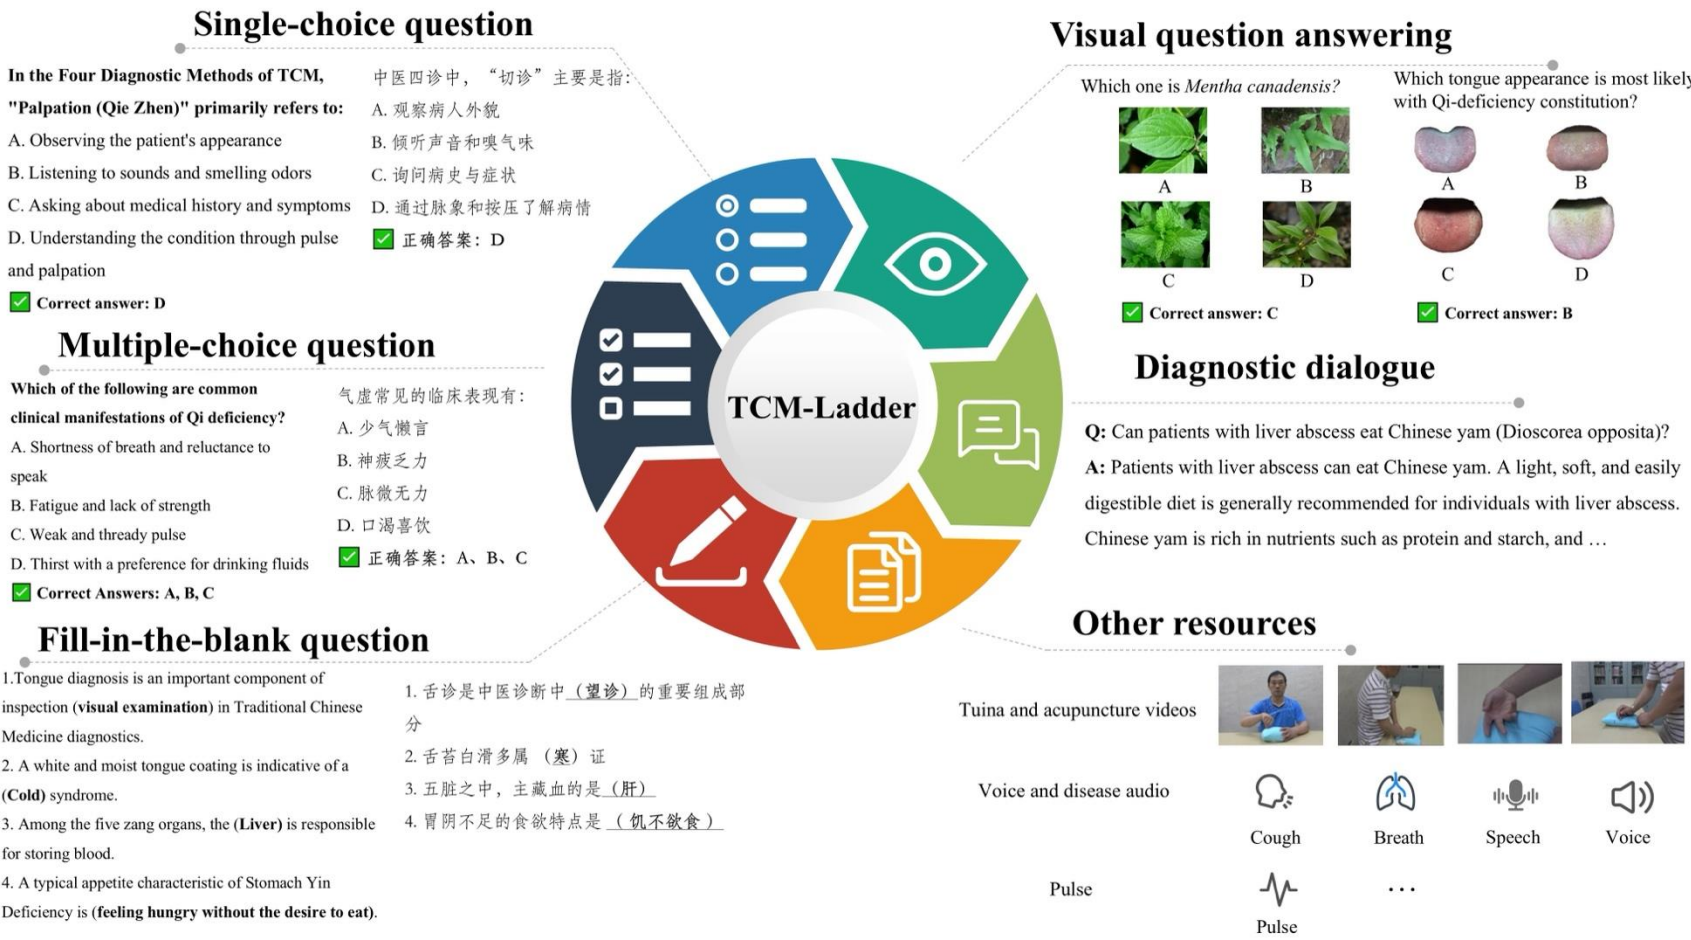 Single-choice question
In the Four Diagnostic Methods of TCM,
"Palpation (Qie Zhen)" primarily refers to:
A. Observing the patient's appearance
B. Listening to sounds and smelling odors
C. Asking about medical history and symptoms
D. Understanding the condition through pulse
and palpation
Correct answer: D
中医四诊中，“切诊”主要是指：
A. 观察病人外貌
B. 倾听声音和嗅气味
C. 询问病史与症状
D. 通过脉象和按压了解病情
正确答案：D
Multiple-choice question
Which of the following are common
clinical manifestations of Qi deficiency?
A. Shortness of breath and reluctance to
speak
B. Fatigue and lack of strength
C. Weak and thready pulse
D. Thirst with a preference for drinking fluids
Correct Answers: A, B, C
气虚常见的临床表现有：
A. 少气懒言
B. 神疲乏力
C. 脉微无力
D. 口渴喜饮
正确答案：A、B、C
Fill-in-the-blank question
1.Tongue diagnosis is an important component of
inspection (visual examination) in Traditional Chinese
Medicine diagnostics.
2. A white and moist tongue coating is indicative of a
(Cold) syndrome.
3. Among the five zang organs, the (Liver) is responsible
for storing blood.
4. A typical appetite characteristic of Stomach Yin
Deficiency is (feeling hungry without the desire to eat).
1. 舌诊是中医诊断中（望诊）的重要组成部
分
2. 舌苔白滑多属（寒）证
3. 五脏之中，主藏血的是（肝）
4. 胃阴不足的食欲特点是（饥不欲食）
TCM-Ladder
Visual question answering
Which one is Mentha canadensis?
A
B
C
D
Correct answer: C
Which tongue appearance is most likely
with Qi-deficiency constitution?
A
B
C
D
Correct answer: B
Diagnostic dialogue
Q: Can patients with liver abscess eat Chinese yam (Dioscorea opposita)?
A: Patients with liver abscess can eat Chinese yam. A light, soft, and easily
digestible diet is generally recommended for individuals with liver abscess.
Chinese yam is rich in nutrients such as protein and starch, and …
Other resources
Tuina and acupuncture videos
Voice and disease audio
Cough
Breath
Speech
Voice
Pulse
…
Pulse